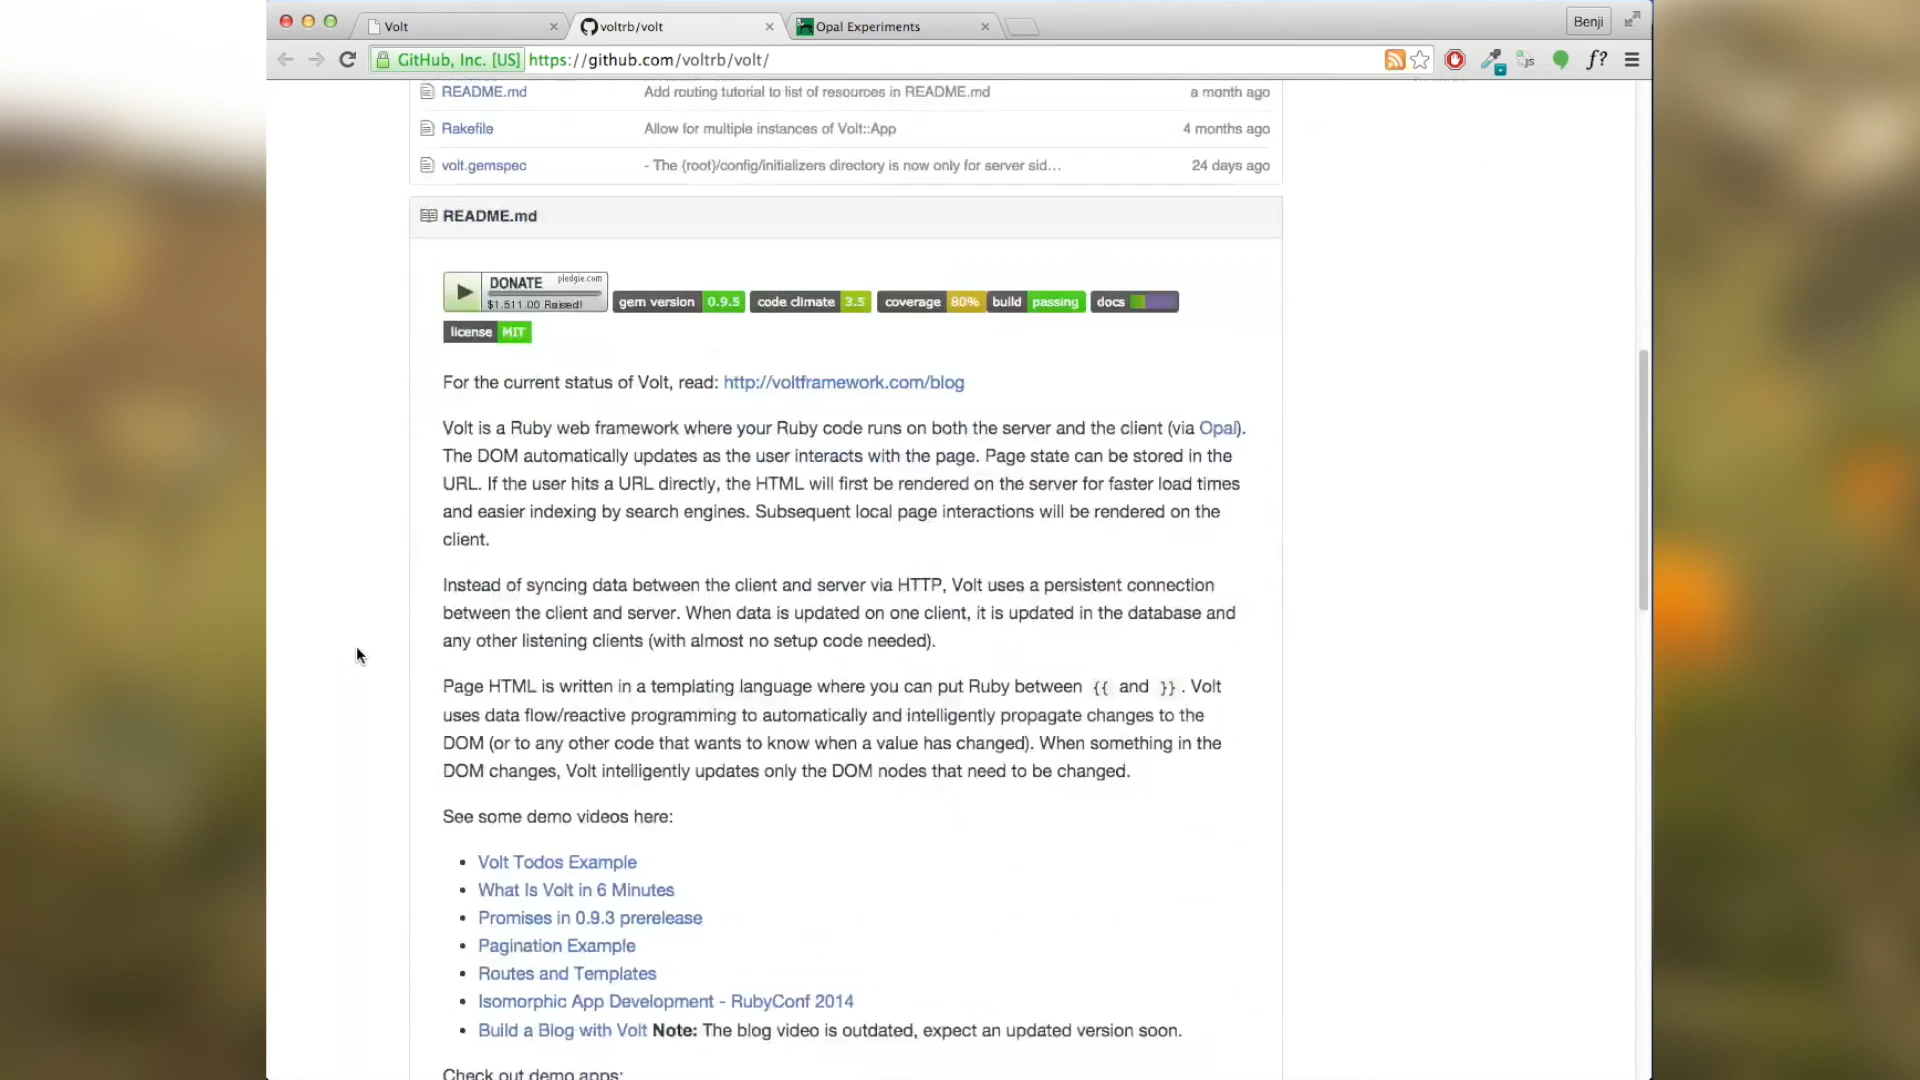 Volt
voltrb/volt
Opal Experiments
Benji
GitHub, Inc. [US] https://github.com/voltrb/volt/
js
f?
README.md Add routing tutorial to list of resources in README.md a month ago
Rakefile Allow for multiple instances of Volt::App 4 months ago
volt.gemspec - The {root}/config/initializers directory is now only for server sid... 24 days ago
README.md
DONATE pledgie.com
$1,511.00 Raised!
gem version 0.9.5 code climate 3.5 coverage 80% build passing docs
license MIT
For the current status of Volt, read: http://voltframework.com/blog
Volt is a Ruby web framework where your Ruby code runs on both the server and the client (via Opal).
The DOM automatically updates as the user interacts with the page. Page state can be stored in the
URL. If the user hits a URL directly, the HTML will first be rendered on the server for faster load times
and easier indexing by search engines. Subsequent local page interactions will be rendered on the
client.
Instead of syncing data between the client and server via HTTP, Volt uses a persistent connection
between the client and server. When data is updated on one client, it is updated in the database and
any other listening clients (with almost no setup code needed).
Page HTML is written in a templating language where you can put Ruby between {{ and }}. Volt
uses data flow/reactive programming to automatically and intelligently propagate changes to the
DOM (or to any other code that wants to know when a value has changed). When something in the
DOM changes, Volt intelligently updates only the DOM nodes that need to be changed.
See some demo videos here:
• Volt Todos Example
• What Is Volt in 6 Minutes
• Promises in 0.9.3 prerelease
• Pagination Example
• Routes and Templates
• Isomorphic App Development - RubyConf 2014
• Build a Blog with Volt Note: The blog video is outdated, expect an updated version soon.
Check out demo apps: